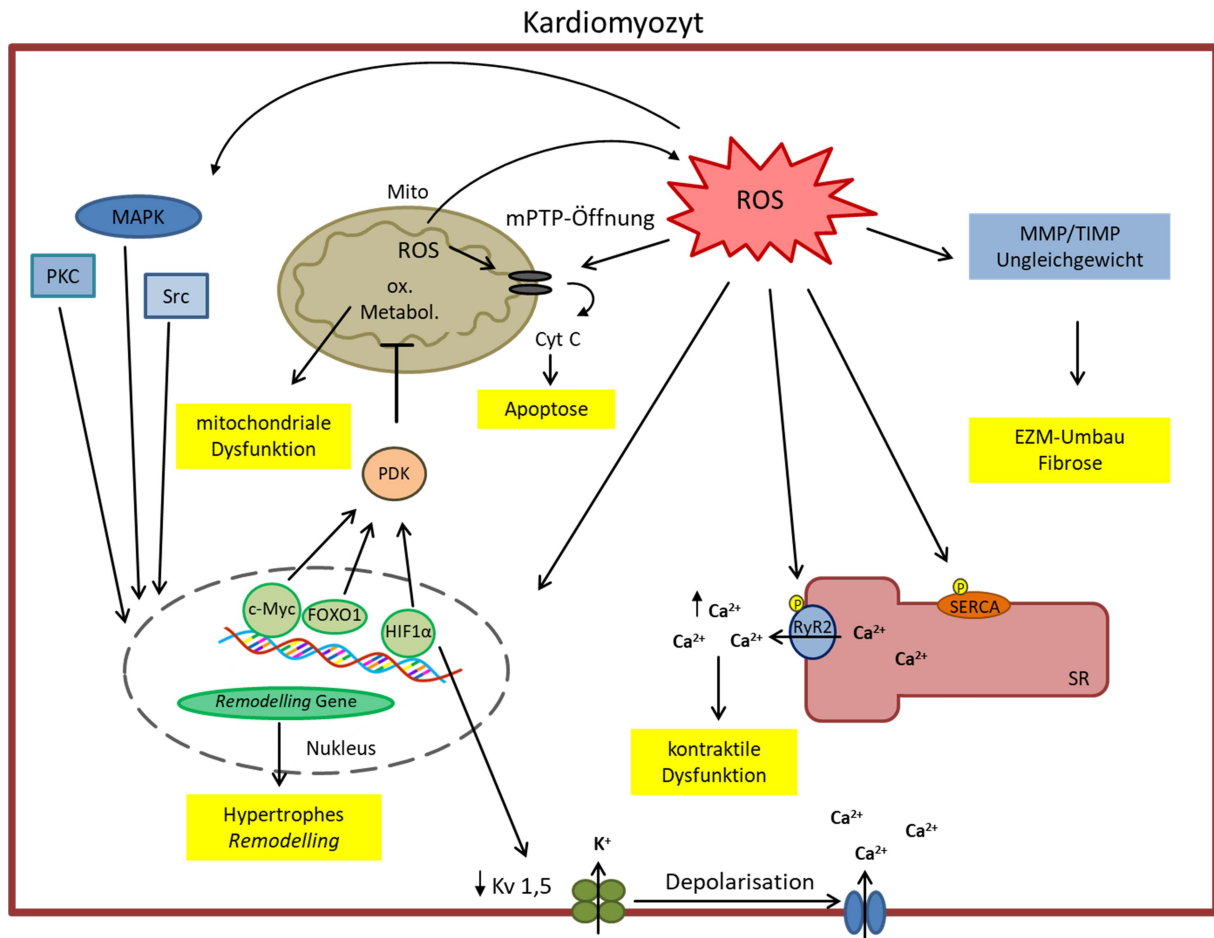 Kardiomyozyt
ROS
Mito
mPTP-Öffnung
MAPK
PKC
Src
ROS
ox.
Metabol.
MMP/TIMP
Ungleichgewicht
Cyt C
Apoptose
mitochondriale
Dysfunktion
EZM-Umbau
Fibrose
PDK
c-Myc
FOXO1
HIF1α
Remodelling Gene
Nukleus
Hypertrophes
Remodelling
P
SERCA
P
RyR2
Ca²⁺
Ca²⁺
Ca²⁺
Ca²⁺
Ca²⁺
SR
kontraktile
Dysfunktion
Kv 1,5
K⁺
Depolarisation
Ca²⁺
Ca²⁺
Ca²⁺